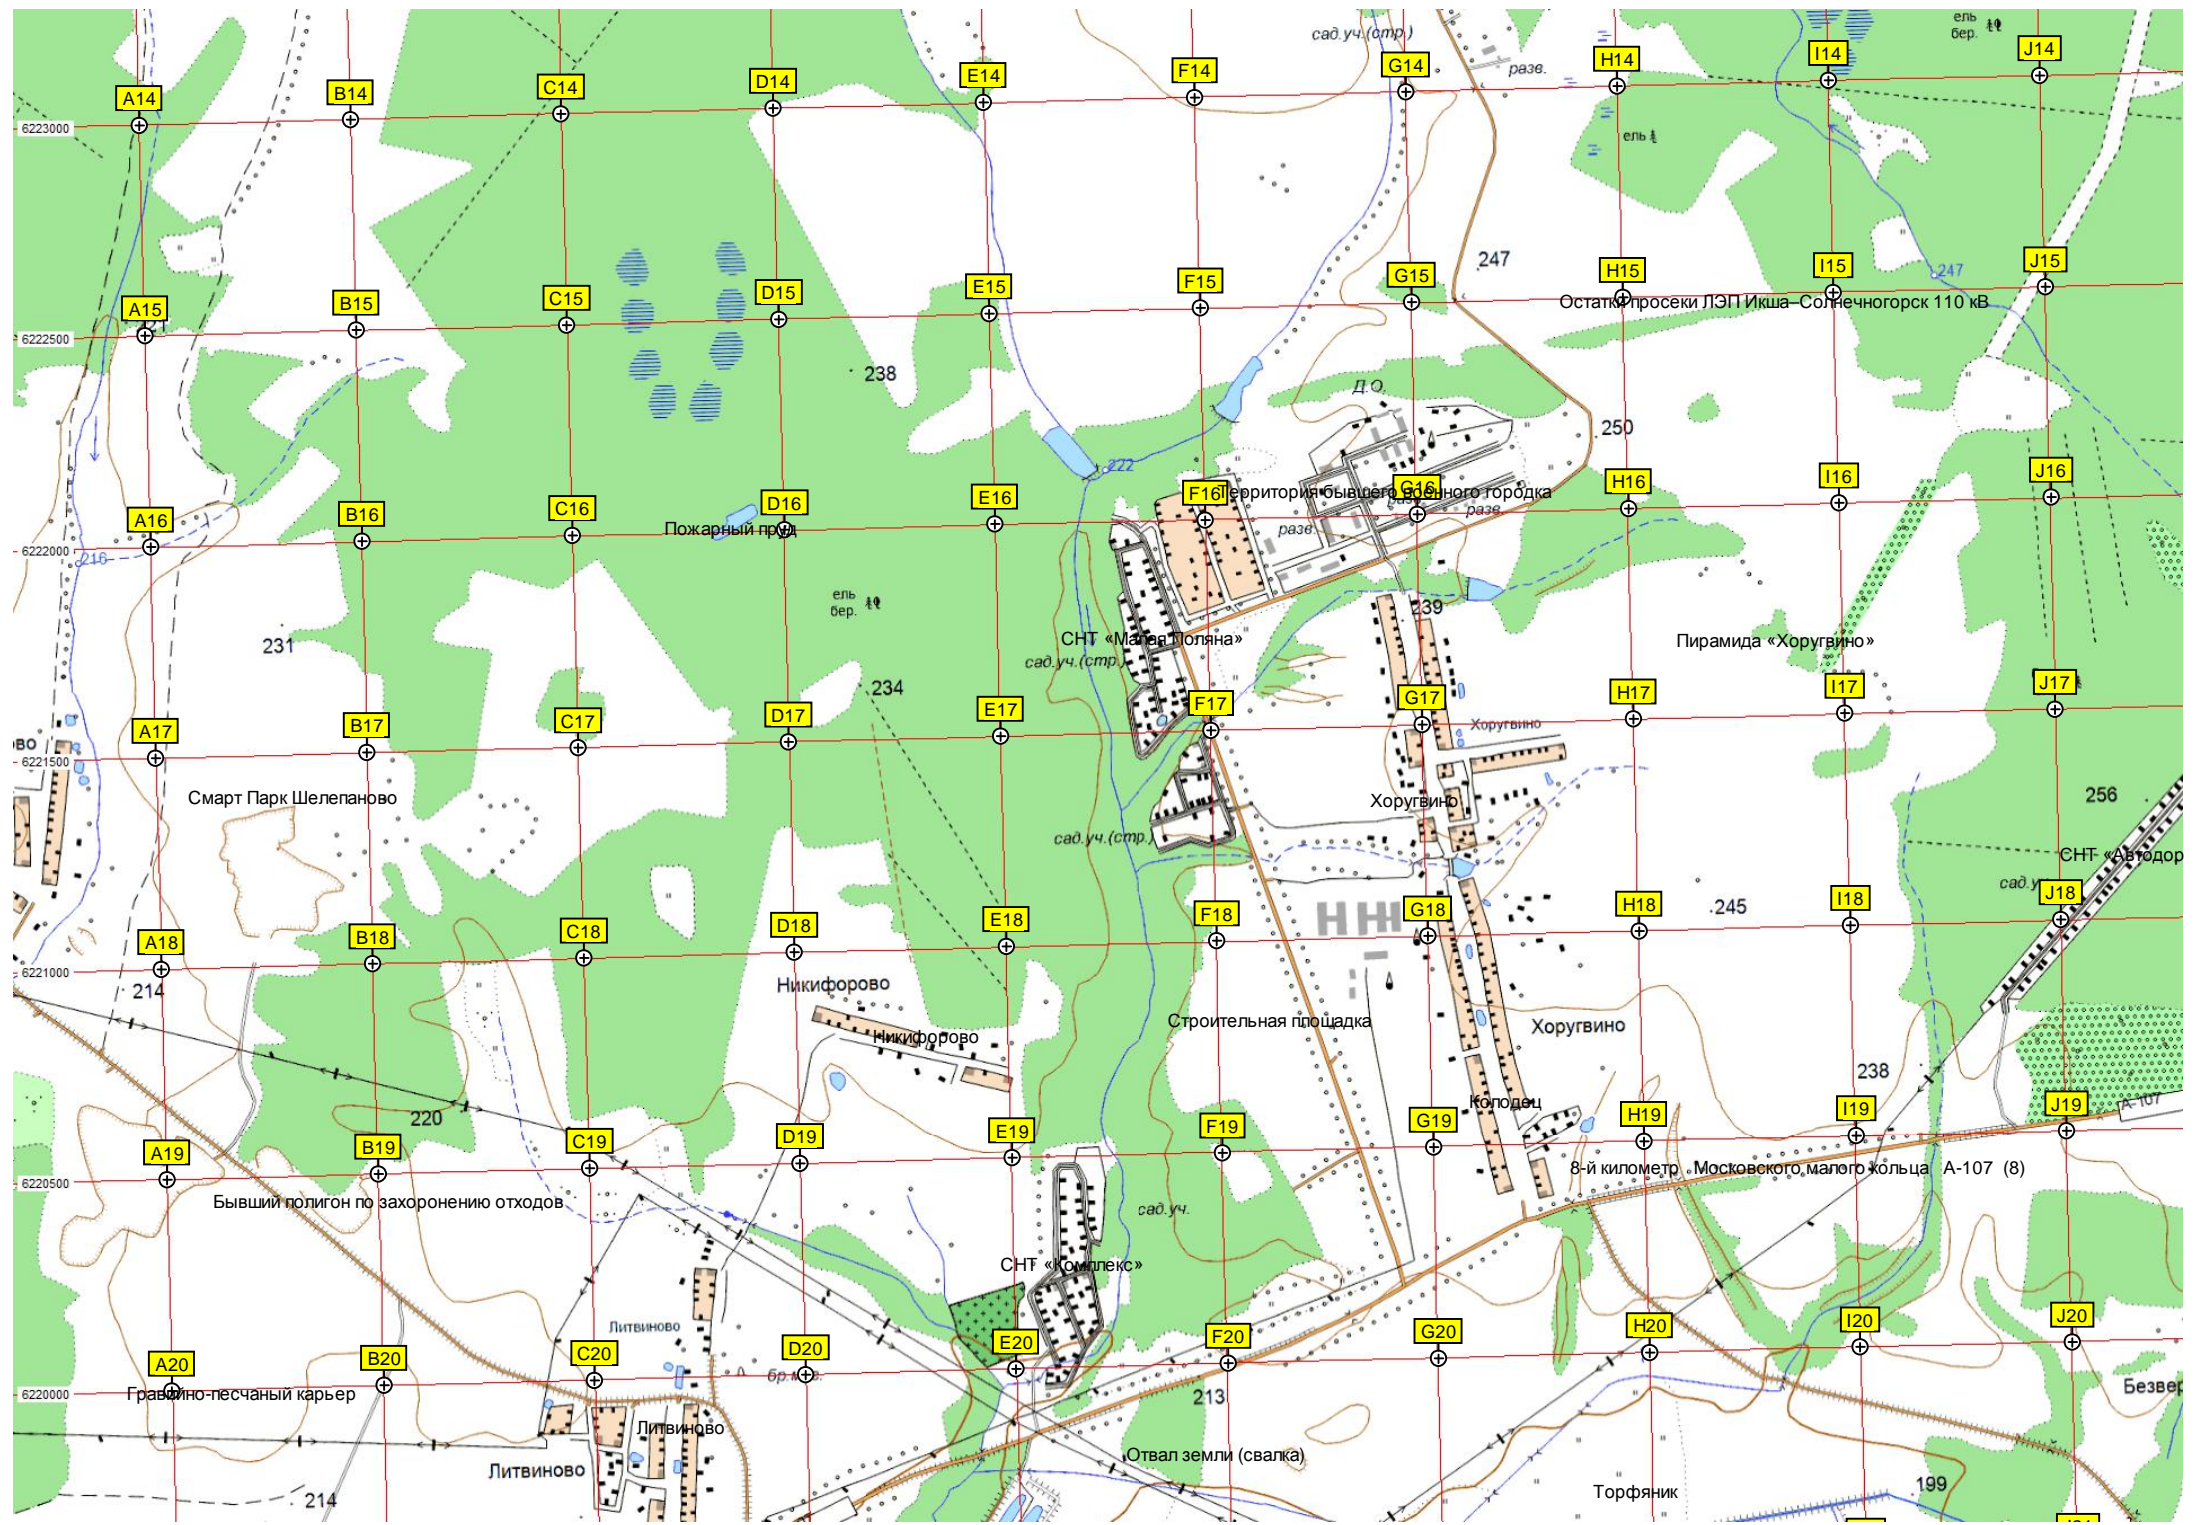 сад.уч.(стр.)
ель
бер.
разв.
A14
B14
C14
D14
E14
F14
G14
H14
I14
J14
6223000
ель
247
247
A15
B15
C15
D15
E15
F15
G15
H15
I15
J15
Остатки просеки ЛЭП Икша–Солнечногорск 110 кВ
6222500
238
Д.О.
250
222
A16
B16
C16
D16
E16
F16
G16
H16
I16
J16
Территория бывшего военного городка
разв.
разв.
разв.
Пожарный пруд
6222000
216
ель
бер.
239
231
СНТ «Малая Поляна»
сад.уч.(стр.)
Пирамида «Хоругвино»
234
A17
B17
C17
D17
E17
F17
G17
H17
I17
J17
Хоругвино
ово
6221500
Смарт Парк Шелепаново
Хоругвино
256
сад.уч.(стр.)
СНТ «Автодор
сад.у
A18
B18
C18
D18
E18
F18
G18
H18
I18
J18
245
6221000
214
Никифорово
Никифорово
Строительная площадка
Хоругвино
238
220
Колодец
A-107
A19
B19
C19
D19
E19
F19
G19
H19
I19
J19
8-й километр Московского малого кольца А-107 (8)
6220500
Бывший полигон по захоронению отходов
сад.уч.
СНТ «Комплекс»
Литвиново
A20
B20
C20
D20
E20
F20
G20
H20
I20
J20
6220000
Гравийно-песчаный карьер
213
Безвер
Литвиново
Отвал земли (свалка)
Литвиново
214
Торфяник
199